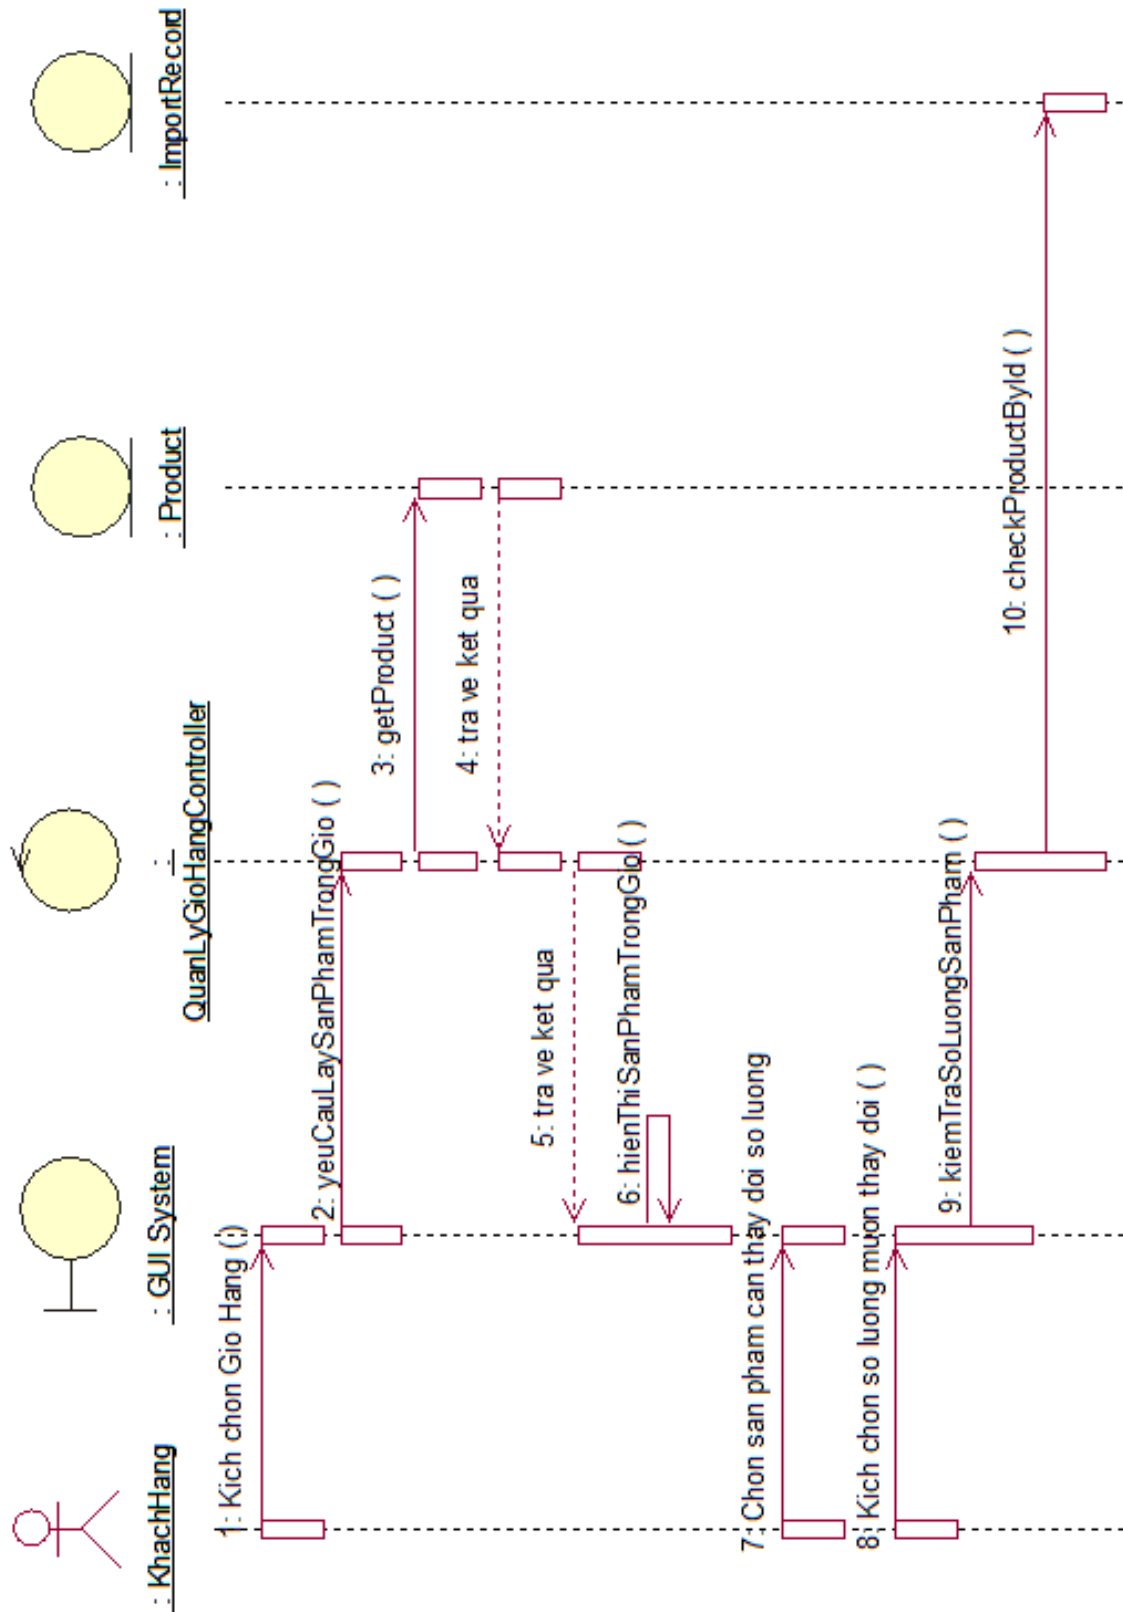 : KhachHang
: GUI System
:
QuanLyGioHangController
: Product
: ImportRecord
1: Kich chon Gio Hang ( )
2: yeuCauLaySanPhamTrongGio ( )
3: getProduct ( )
4: tra ve ket qua
5: tra ve ket qua
6: hienThiSanPhamTrongGio ( )
7: Chon san pham can thay doi so luong
8: Kich chon so luong muon thay doi ( )
9: kiemTraSoLuongSanPham ( )
10: checkProductById ( )